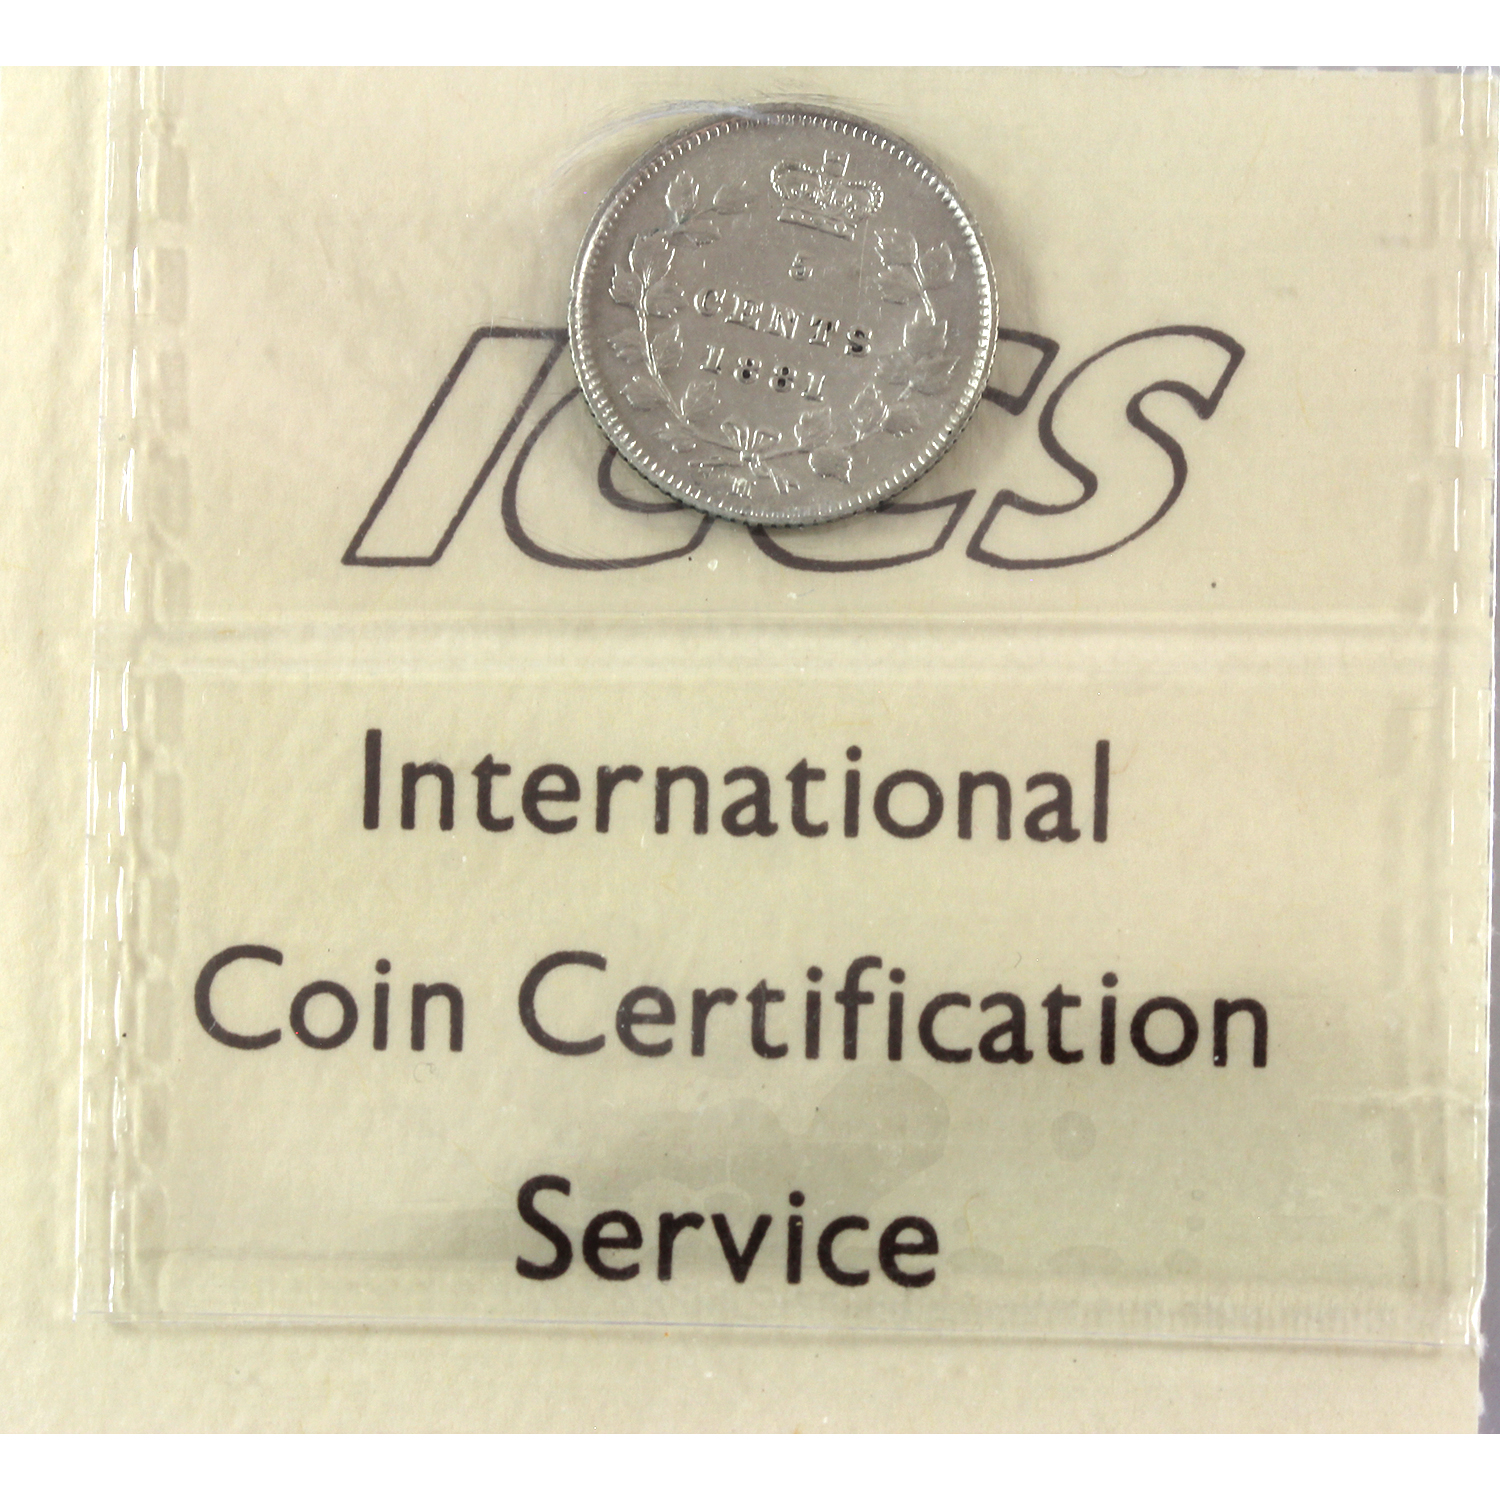 5
CENTS
1881
H
ICCS
International
Coin Certification
Service